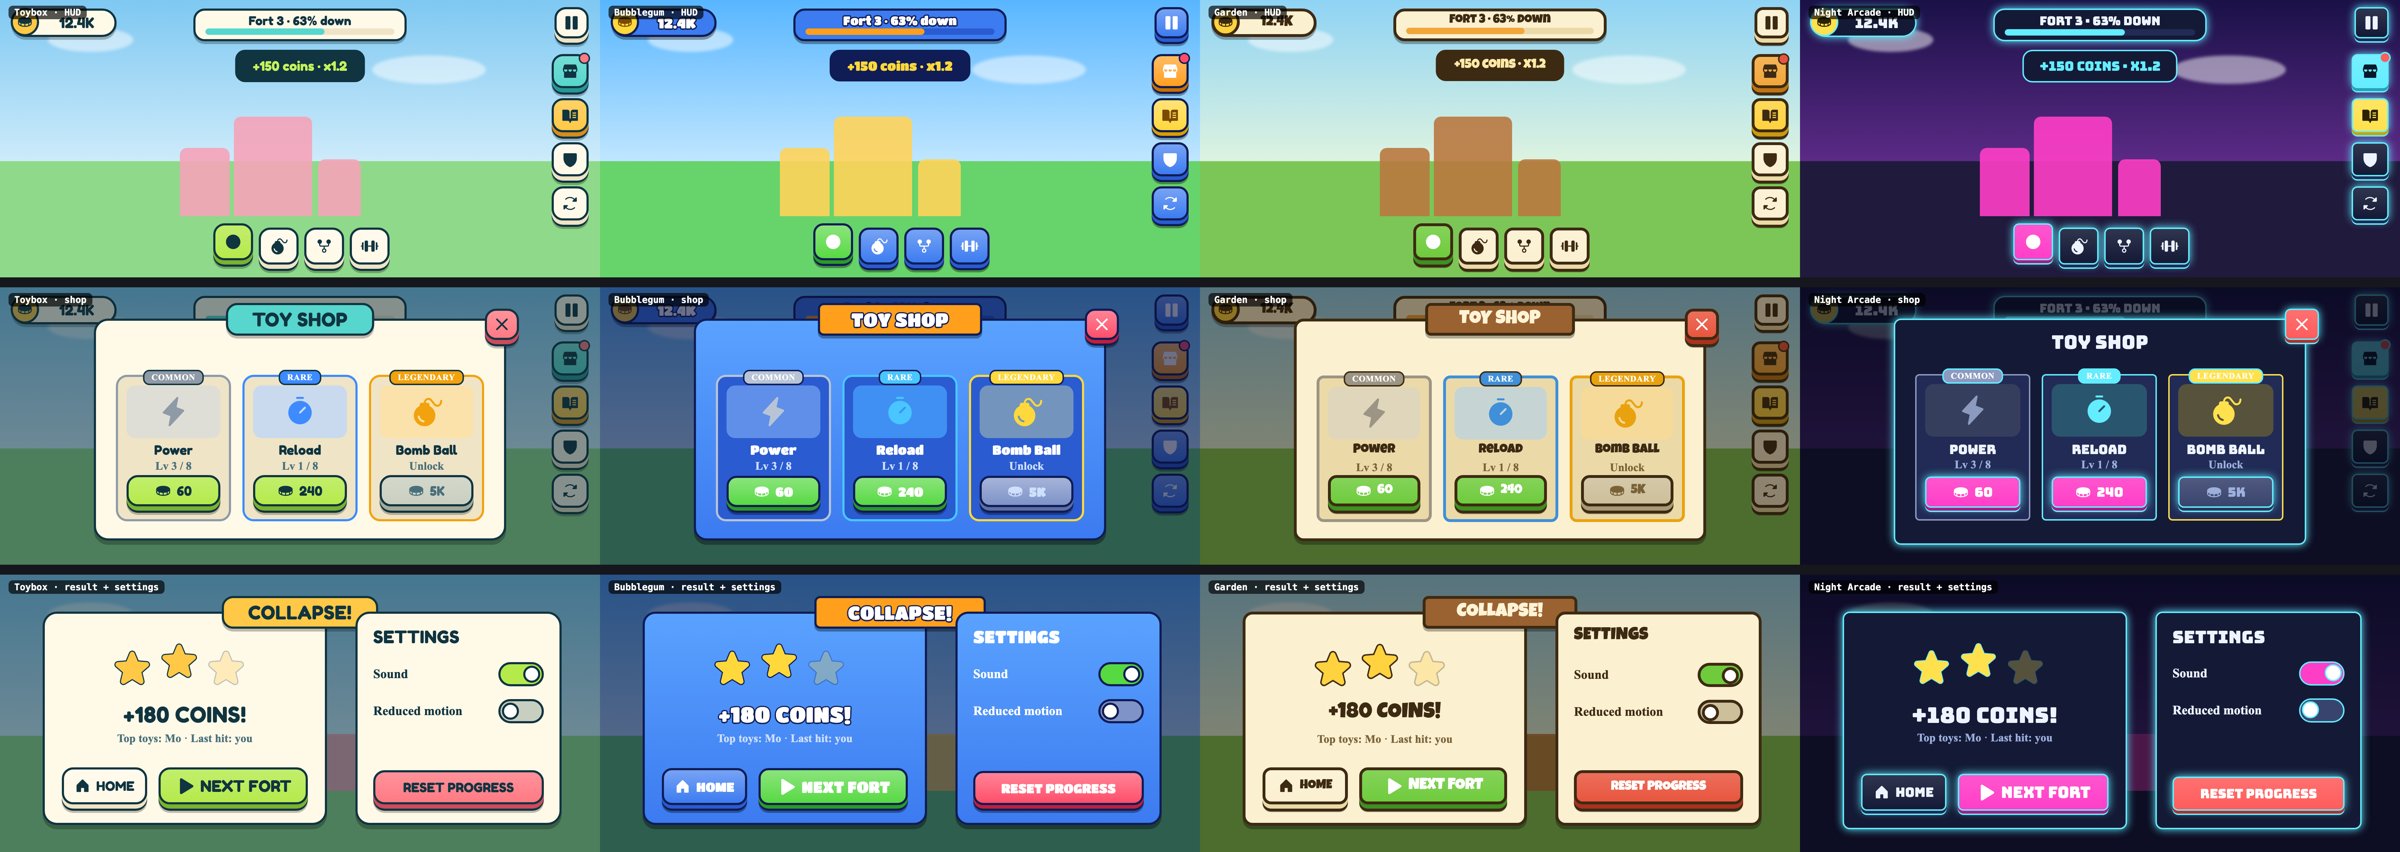 Toybox · HUD
12.4K
Fort 3 · 63% down
+150 coins · x1.2
Bubblegum · HUD
12.4K
Fort 3 · 63% down
+150 coins · x1.2
Garden · HUD
12.4K
FORT 3 · 63% DOWN
+150 COINS · X1.2
Night Arcade · HUD
12.4K
FORT 3 · 63% DOWN
+150 COINS · X1.2
Toybox · shop
12.4K
TOY SHOP
COMMON
RARE
LEGENDARY
Power
Reload
Bomb Ball
Lv 3 / 8
Lv 1 / 8
Unlock
60
240
5K
Bubblegum · shop
12.4K
TOY SHOP
COMMON
RARE
LEGENDARY
Power
Reload
Bomb Ball
Lv 3 / 8
Lv 1 / 8
Unlock
60
240
5K
Garden · shop
12.4K
TOY SHOP
COMMON
RARE
LEGENDARY
POWER
RELOAD
BOMB BALL
Lv 3 / 8
Lv 1 / 8
Unlock
60
240
5K
Night Arcade · shop
12.4K
FORT 3 · 63% DOWN
TOY SHOP
COMMON
RARE
LEGENDARY
POWER
RELOAD
BOMB BALL
Lv 3 / 8
Lv 1 / 8
Unlock
60
240
5K
Toybox · result + settings
COLLAPSE!
+180 COINS!
Top toys: Mo · Last hit: you
HOME
NEXT FORT
SETTINGS
Sound
Reduced motion
RESET PROGRESS
Bubblegum · result + settings
COLLAPSE!
+180 COINS!
Top toys: Mo · Last hit: you
HOME
NEXT FORT
SETTINGS
Sound
Reduced motion
RESET PROGRESS
Garden · result + settings
COLLAPSE!
+180 COINS!
Top toys: Mo · Last hit: you
HOME
NEXT FORT
SETTINGS
Sound
Reduced motion
RESET PROGRESS
Night Arcade · result + settings
+180 COINS!
Top toys: Mo · Last hit: you
HOME
NEXT FORT
SETTINGS
Sound
Reduced motion
RESET PROGRESS